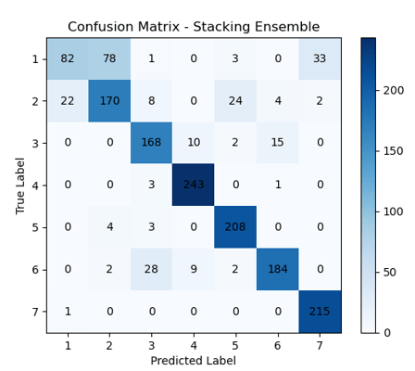 Confusion Matrix - Stacking Ensemble
1 82 78 1 0 3 0 33
2 22 170 8 0 24 4 2
3 0 0 168 10 2 15 0
4 0 0 3 243 0 1 0
5 0 4 3 0 208 0 0
6 0 2 28 9 2 184 0
7 1 0 0 0 0 0 215
1 2 3 4 5 6 7
True Label
Predicted Label
200
150
100
50
0